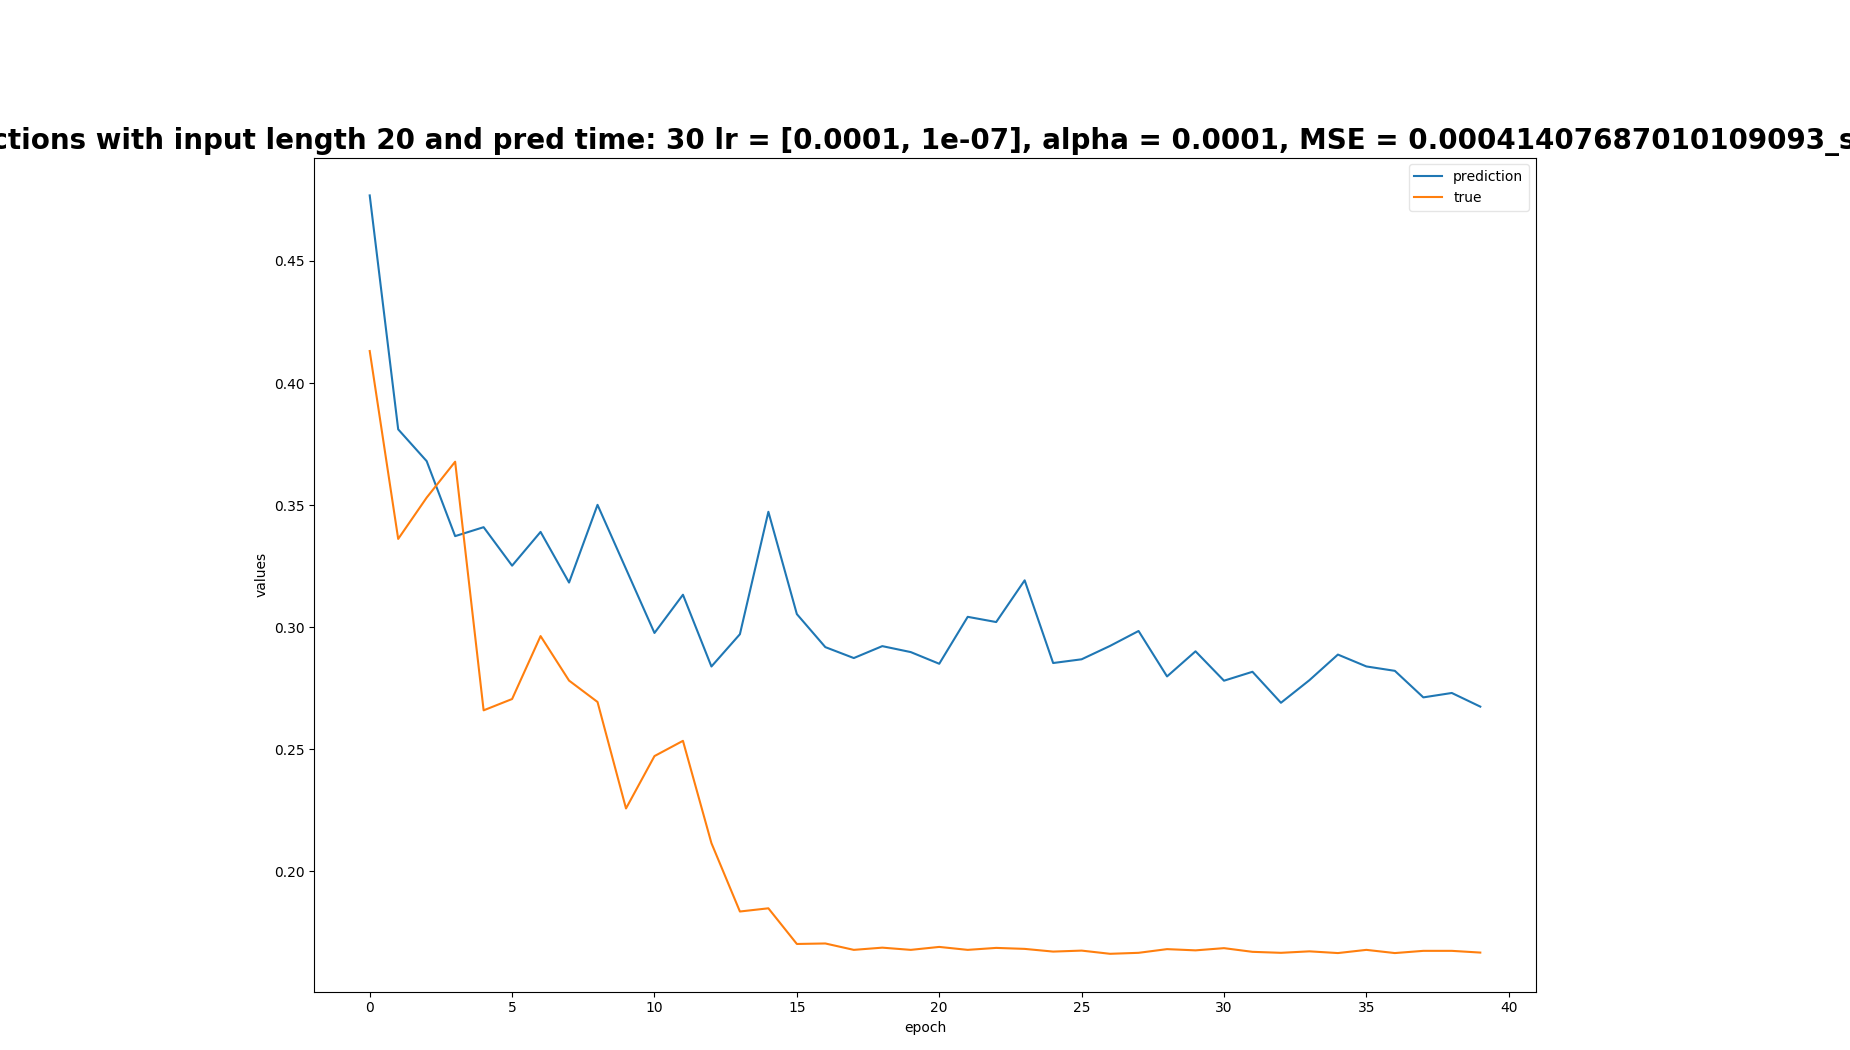 ctions with input length 20 and pred time: 30 lr = [0.0001, 1e-07], alpha = 0.0001, MSE = 0.00041407687010109093_s
prediction
true
0.45
0.40
0.35
0.30
0.25
0.20
values
0 5 10 15 20 25 30 35 40
epoch